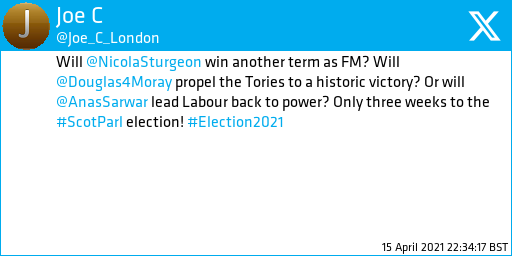 J
Joe C
@Joe_C_London
Will @NicolaSturgeon win another term as FM? Will
@Douglas4Moray propel the Tories to a historic victory? Or will
@AnasSarwar lead Labour back to power? Only three weeks to the
#ScotParl election! #Election2021
15 April 2021 22:34:17 BST